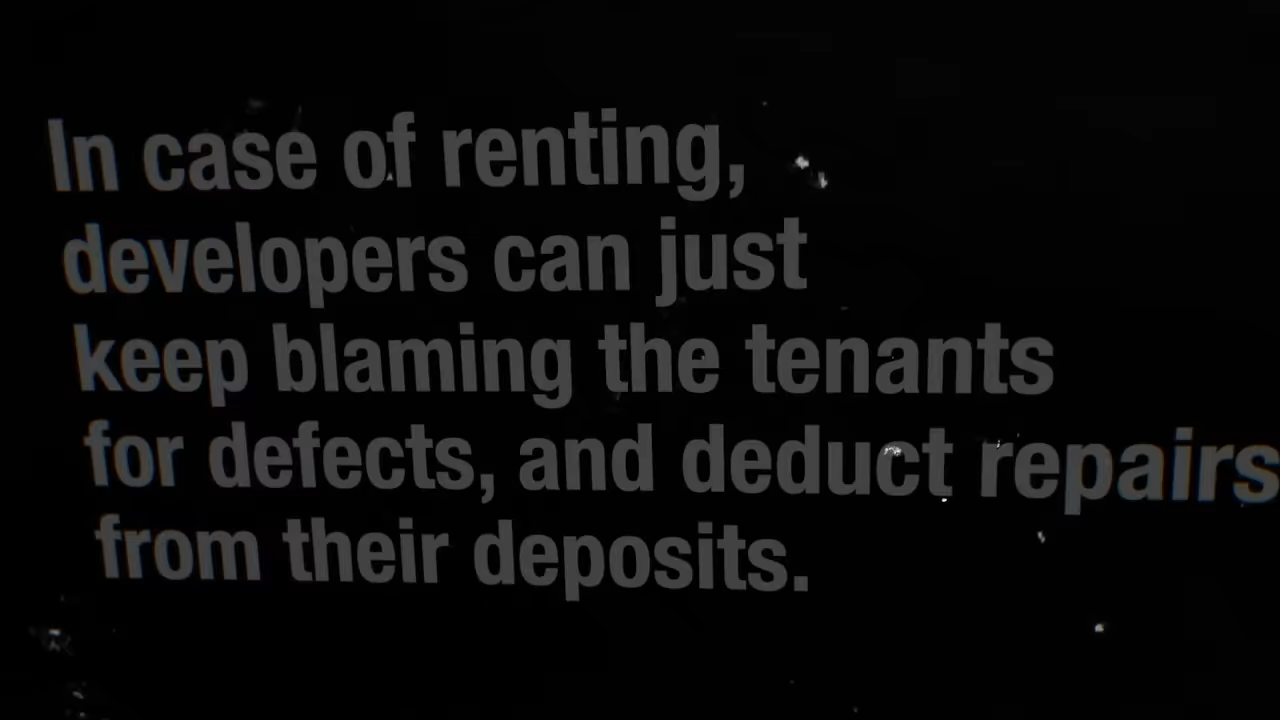 In case of renting,
developers can just
keep blaming the tenants
for defects, and deduct repairs
from their deposits.